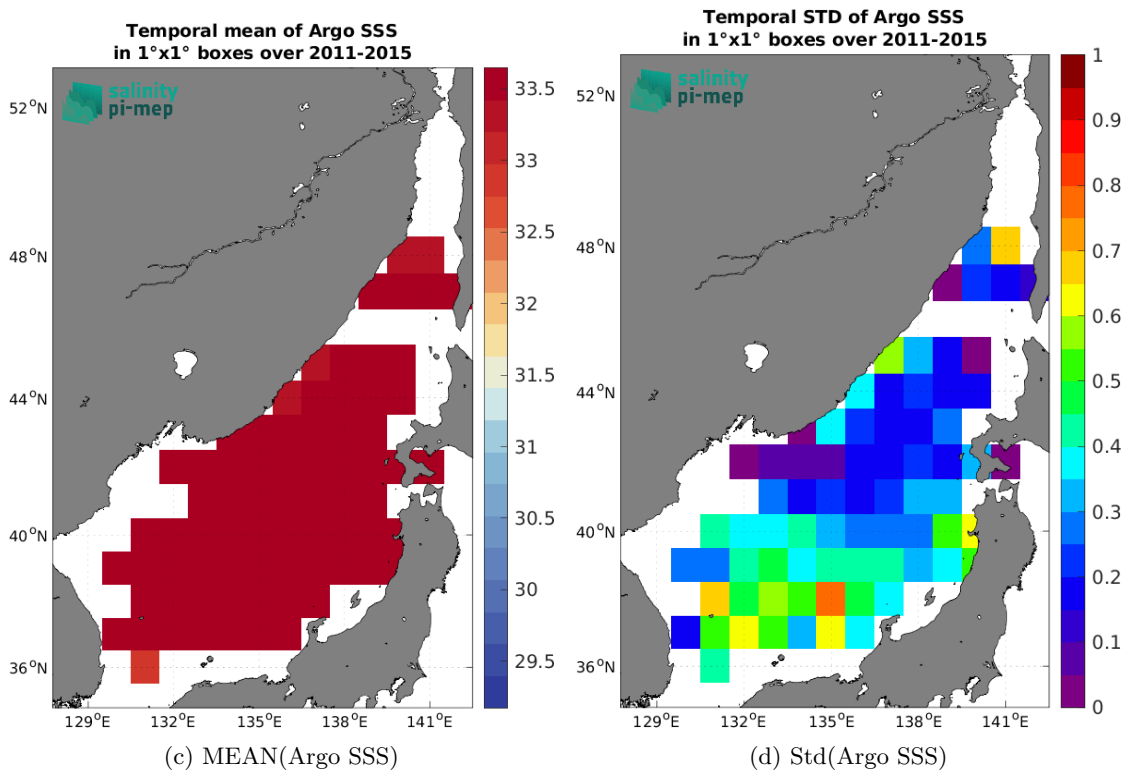 Temporal mean of Argo SSS
in 1°x1° boxes over 2011-2015
salinity
pi-mep
52°N
48°N
44°N
40°N
36°N
129°E
132°E
135°E
138°E
141°E
33.5
33
32.5
32
31.5
31
30.5
30
29.5
(c) MEAN(Argo SSS)
Temporal STD of Argo SSS
in 1°x1° boxes over 2011-2015
salinity
pi-mep
52°N
48°N
44°N
40°N
36°N
129°E
132°E
135°E
138°E
141°E
1
0.9
0.8
0.7
0.6
0.5
0.4
0.3
0.2
0.1
0
(d) Std(Argo SSS)